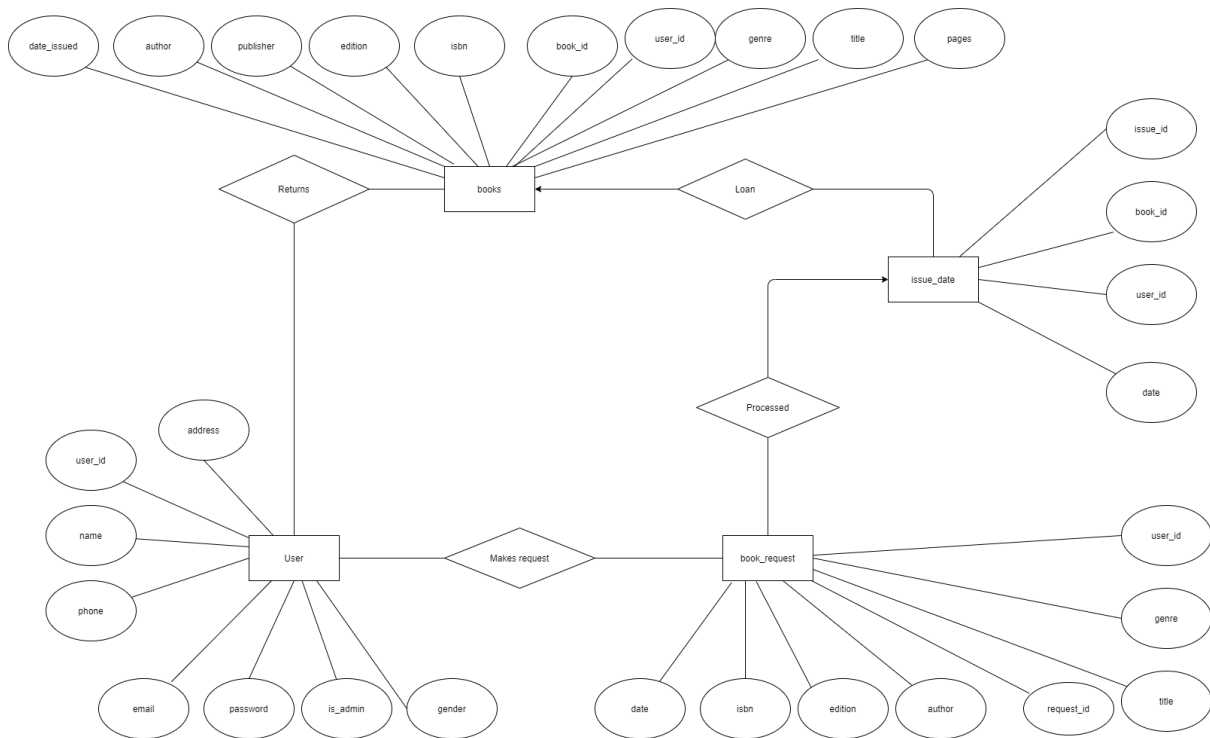 date_issued
author
publisher
edition
isbn
book_id
user_id
genre
title
pages
issue_id
Returns
books
Loan
book_id
issue_date
user_id
date
Processed
address
user_id
name
User
Makes request
book_request
user_id
phone
genre
email
password
is_admin
gender
date
isbn
edition
author
request_id
title